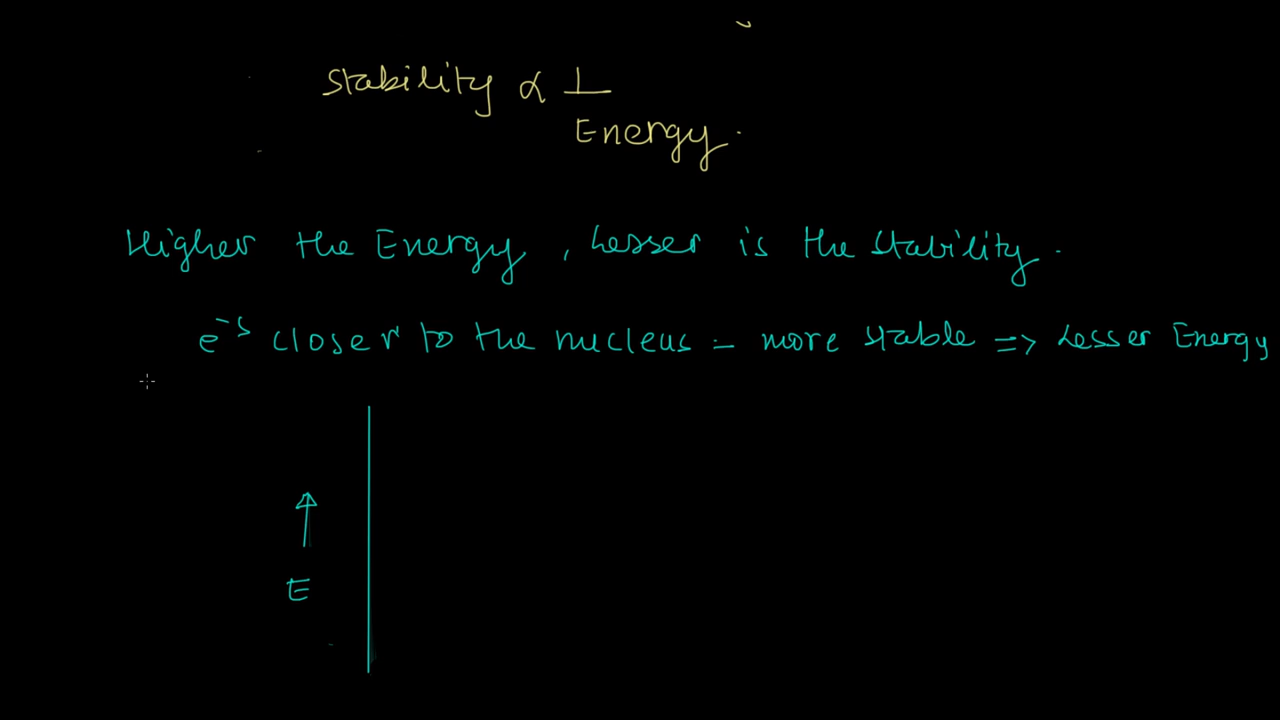 Stability ∝ 1
Energy.
Higher the Energy, Lesser is the Stability.
e⁻s closer to the nucleus = more stable => Lesser Energy
E